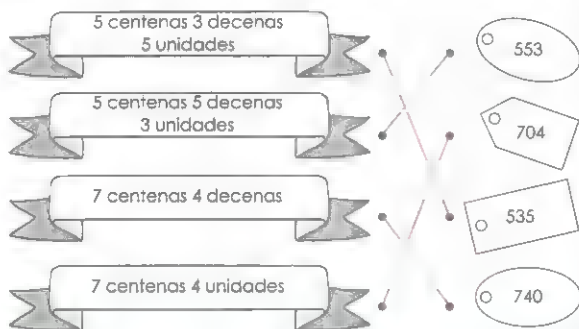 5 centenas 3 decenas
5 unidades
553
5 centenas 5 decenas
3 unidades
704
7 centenas 4 decenas
535
7 centenas 4 unidades
740